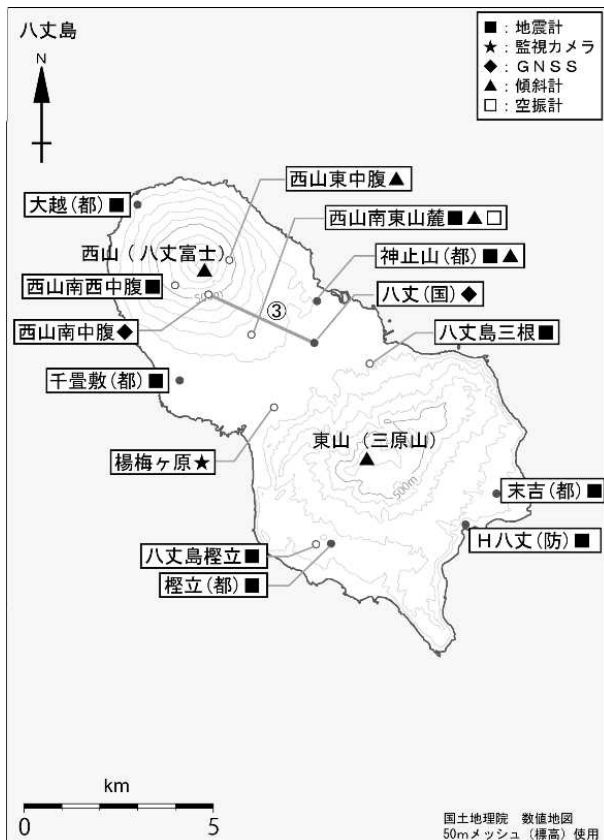 八丈島
■：地震計
★：監視カメラ
◆：ＧＮＳＳ
▲：傾斜計
□：空振計
N
西山東中腹▲
大越(都)■
西山南東山麓■▲□
西山（八丈富士）
神止山(都)■▲
西山南西中腹■
八丈(国)◆
500m
③
西山南中腹◆
八丈島三根■
千畳敷(都)■
東山（三原山）
楊梅ヶ原★
500m
末吉(都)■
Ｈ八丈(防)■
八丈島樫立■
樫立(都)■
km
0 5
国土地理院 数値地図
50mメッシュ（標高）使用